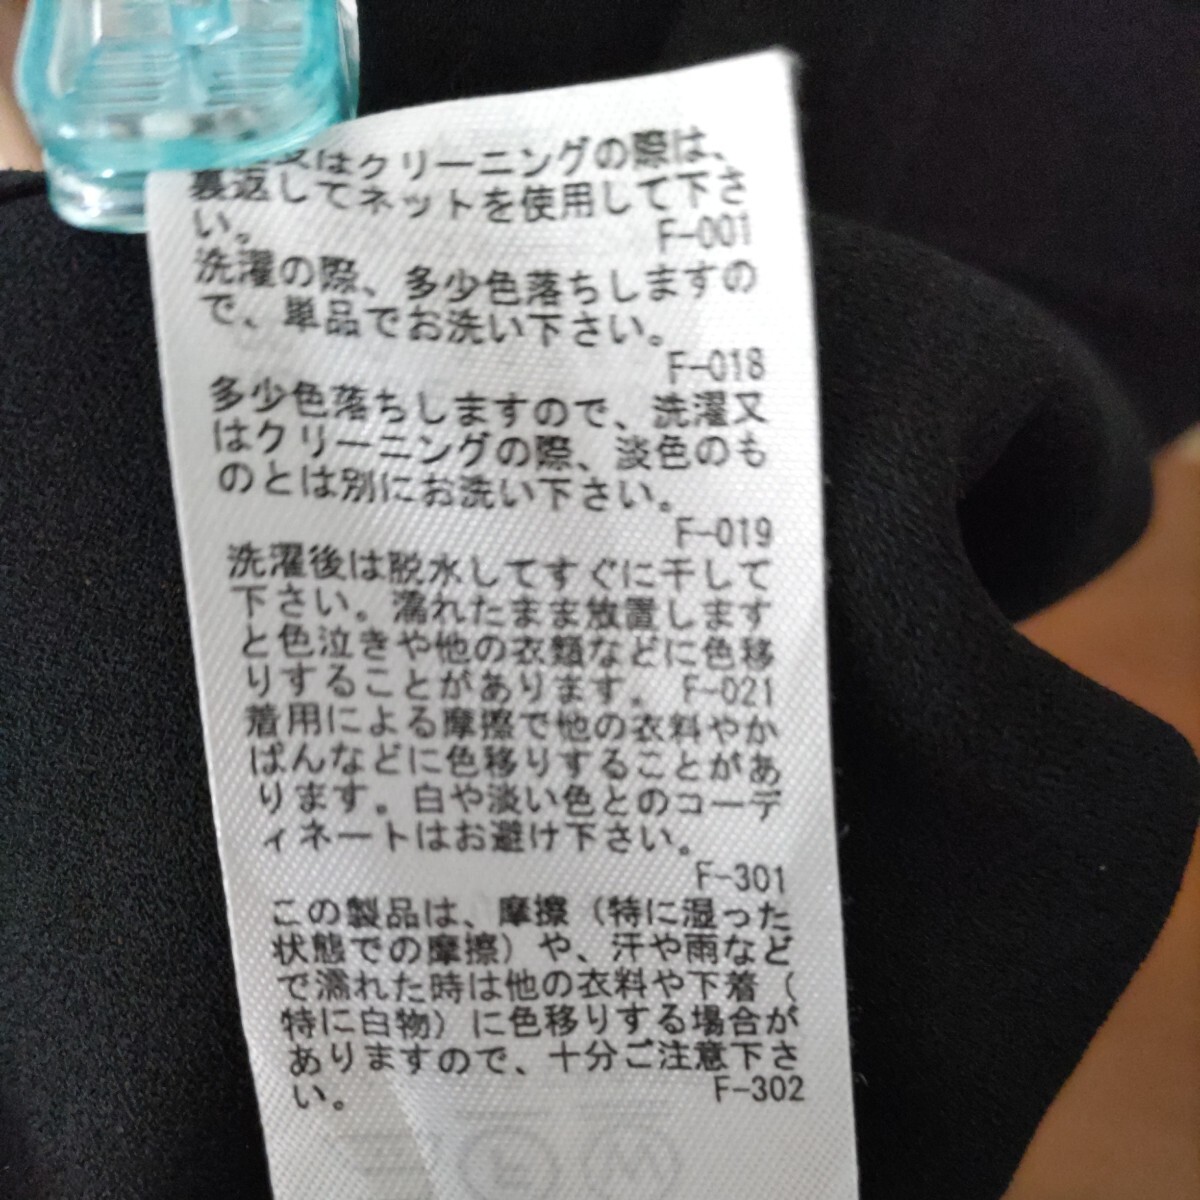 又はクリーニングの際は、
裏返してネットを使用して下さ
い。
F-001
洗濯の際、多少色落ちしますの
で、単品でお洗い下さい。
F-018
多少色落ちしますので、洗濯又
はクリーニングの際、淡色のも
のとは別にお洗い下さい。
F-019
洗濯後は脱水してすぐに干して
下さい。濡れたまま放置します
と色泣きや他の衣類などに色移
りすることがあります。 F-021
着用による摩擦で他の衣料やか
ばんなどに色移りすることがあ
ります。白や淡い色とのコーデ
ィネートはお避け下さい。
F-301
この製品は、摩擦（特に湿った
状態での摩擦）や、汗や雨など
で濡れた時は他の衣料や下着（
特に白物）に色移りする場合が
ありますので、十分ご注意下さ
い。
F-302